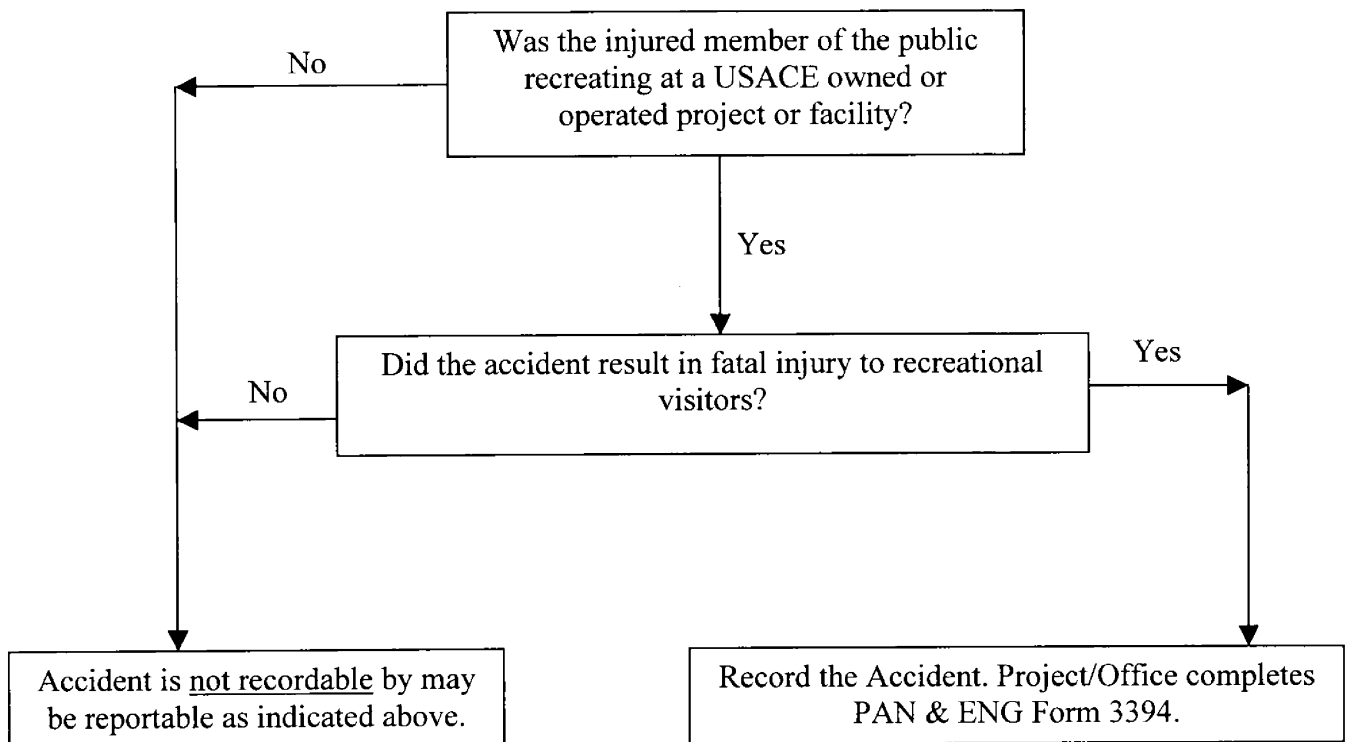 Was the injured member of the public
recreating at a USACE owned or
operated project or facility?
No
Yes
Did the accident result in fatal injury to recreational
visitors?
No
Yes
Accident is not recordable by may
be reportable as indicated above.
Record the Accident. Project/Office completes
PAN & ENG Form 3394.